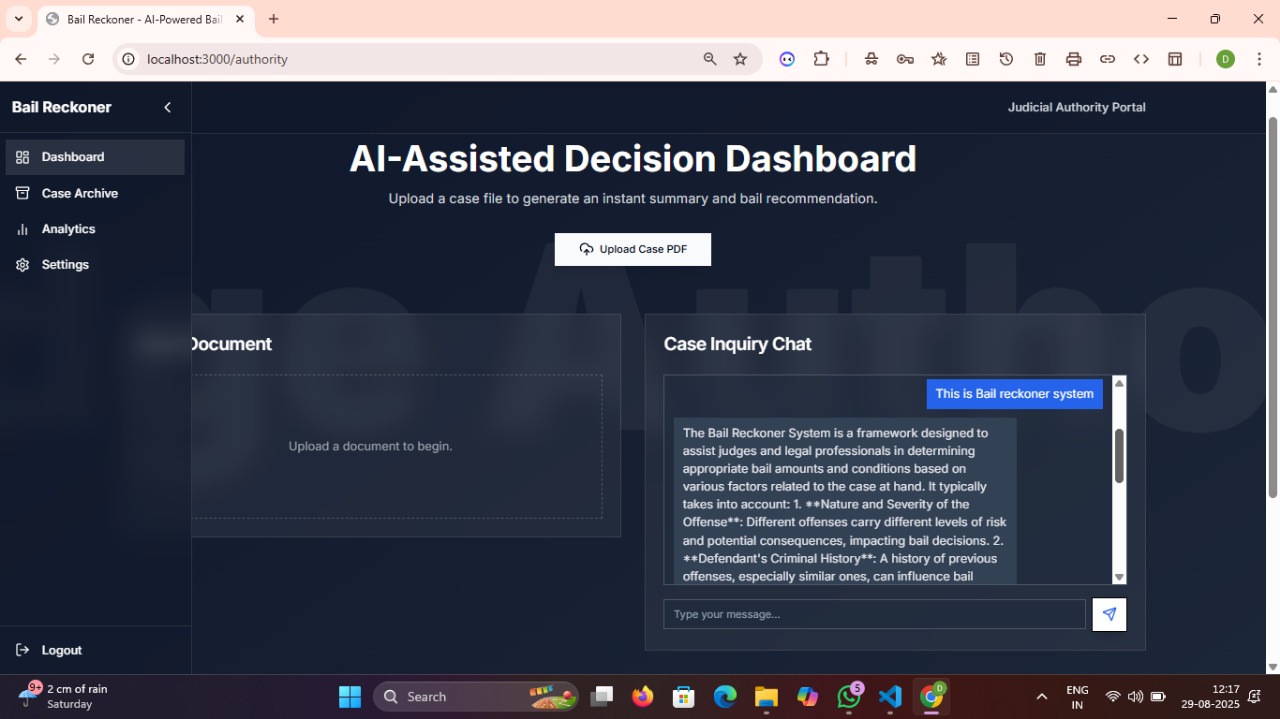 Bail Reckoner - AI-Powered Bail
localhost:3000/authority
D
Bail Reckoner
Judicial Authority Portal
Dashboard
Case Archive
Analytics
Settings
Logout
AI-Assisted Decision Dashboard
Upload a case file to generate an instant summary and bail recommendation.
Upload Case PDF
dge Autho
Document
Upload a document to begin.
Case Inquiry Chat
This is Bail reckoner system
The Bail Reckoner System is a framework designed to
assist judges and legal professionals in determining
appropriate bail amounts and conditions based on
various factors related to the case at hand. It typically
takes into account: 1. **Nature and Severity of the
Offense**: Different offenses carry different levels of risk
and potential consequences, impacting bail decisions. 2.
**Defendant's Criminal History**: A history of previous
offenses, especially similar ones, can influence bail
Type your message...
9+
2 cm of rain
Saturday
Search
5
D
ENG
IN
12:17
29-08-2025